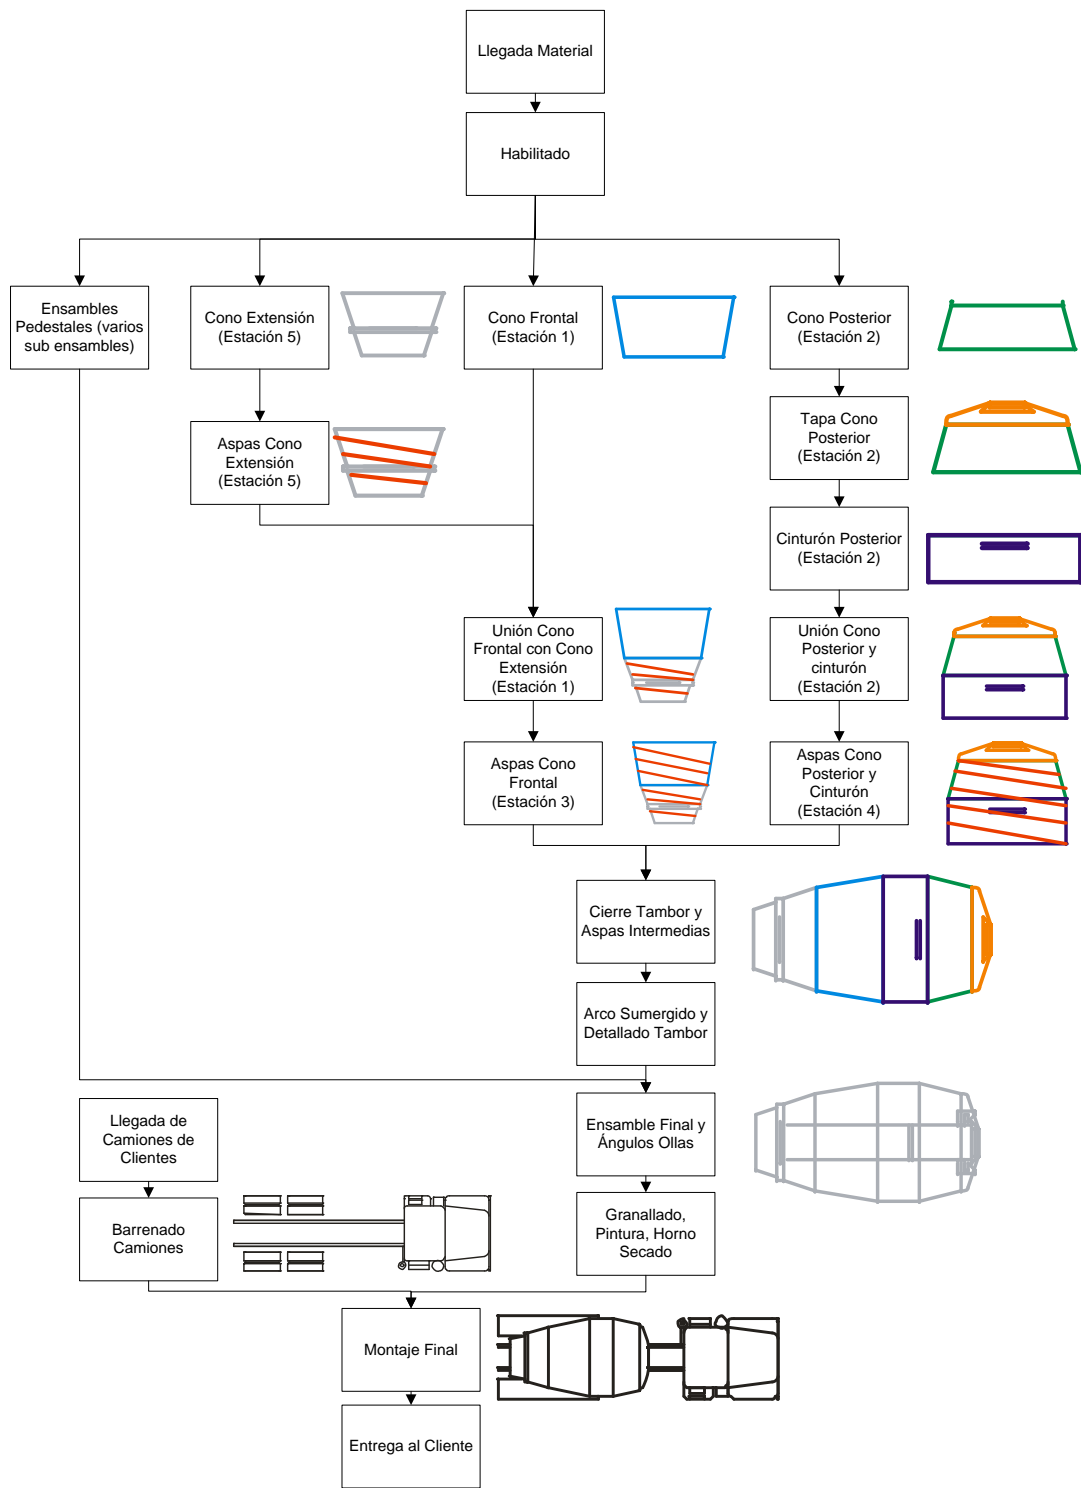 Llegada Material
Habilitado
Ensambles
Pedestales (varios
sub ensambles)
Cono Extensión
(Estación 5)
Cono Frontal
(Estación 1)
Cono Posterior
(Estación 2)
Aspas Cono
Extensión
(Estación 5)
Tapa Cono
Posterior
(Estación 2)
Cinturón Posterior
(Estación 2)
Unión Cono
Frontal con Cono
Extensión
(Estación 1)
Unión Cono
Posterior y
cinturón
(Estación 2)
Aspas Cono
Frontal
(Estación 3)
Aspas Cono
Posterior y
Cinturón
(Estación 4)
Cierre Tambor y
Aspas Intermedias
Arco Sumergido y
Detallado Tambor
Llegada de
Camiones de
Clientes
Ensamble Final y
Ángulos Ollas
Barrenado
Camiones
Granallado,
Pintura, Horno
Secado
Montaje Final
Entrega al Cliente